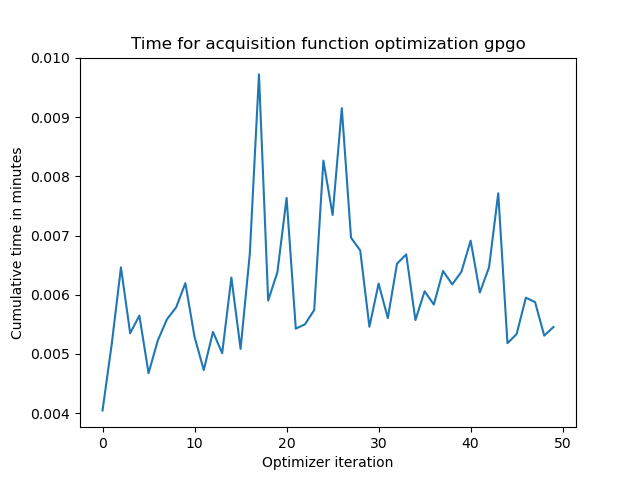 Time for acquisition function optimization gpgo
0.010
0.009
0.008
0.007
0.006
0.005
0.004
Cumulative time in minutes
0 10 20 30 40 50
Optimizer iteration